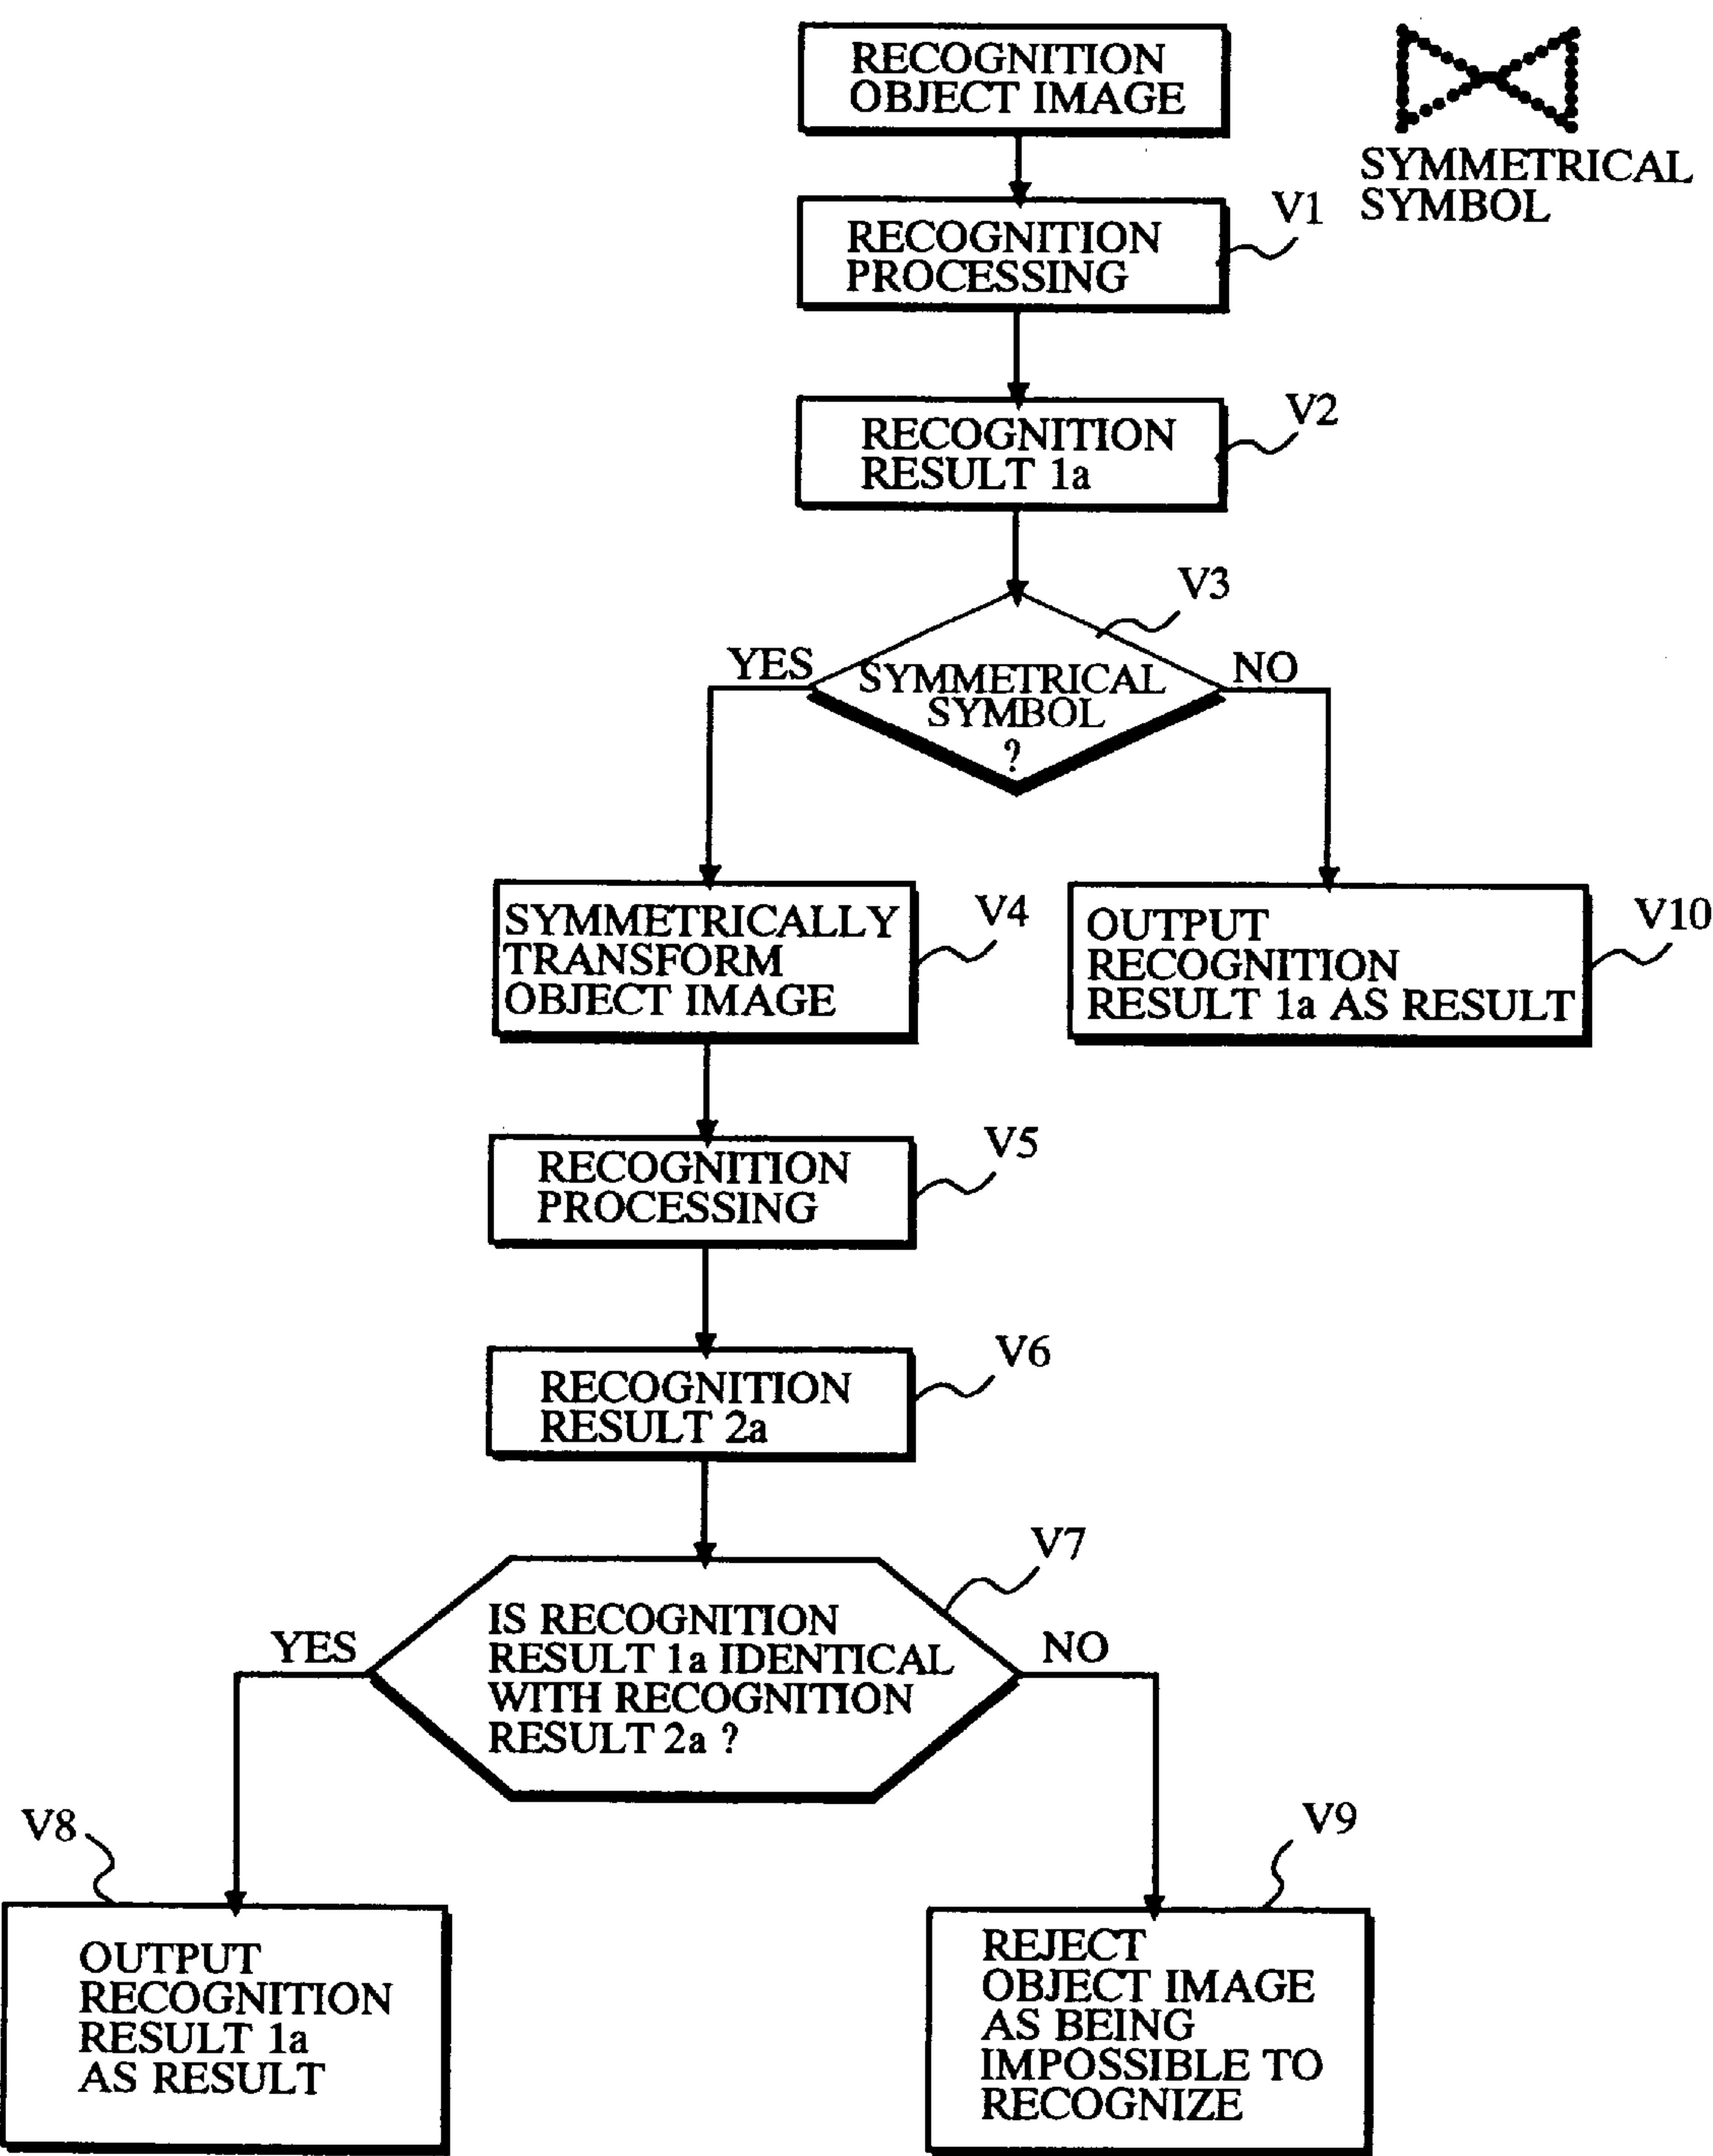 RECOGNITION
OBJECT IMAGE
SYMMETRICAL
SYMBOL
V1
RECOGNITION
PROCESSING
V2
RECOGNITION
RESULT 1a
V3
YES
NO
SYMMETRICAL
SYMBOL
?
V4
SYMMETRICALLY
TRANSFORM
OBJECT IMAGE
V10
OUTPUT
RECOGNITION
RESULT 1a AS RESULT
V5
RECOGNITION
PROCESSING
V6
RECOGNITION
RESULT 2a
V7
YES
NO
IS RECOGNITION
RESULT 1a IDENTICAL
WITH RECOGNITION
RESULT 2a ?
V8
OUTPUT
RECOGNITION
RESULT 1a
AS RESULT
V9
REJECT
OBJECT IMAGE
AS BEING
IMPOSSIBLE TO
RECOGNIZE